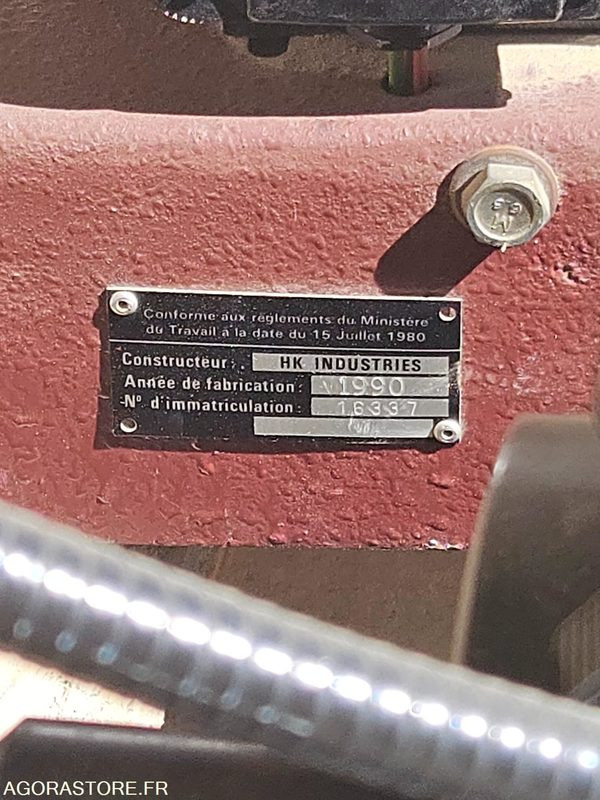 Conforme aux règlements du Ministère
du Travail à la date du 15 Juillet 1980
Constructeur : HK INDUSTRIES
Année de fabrication : 1990
N° d'immatriculation : 16337
AGORASTORE.FR